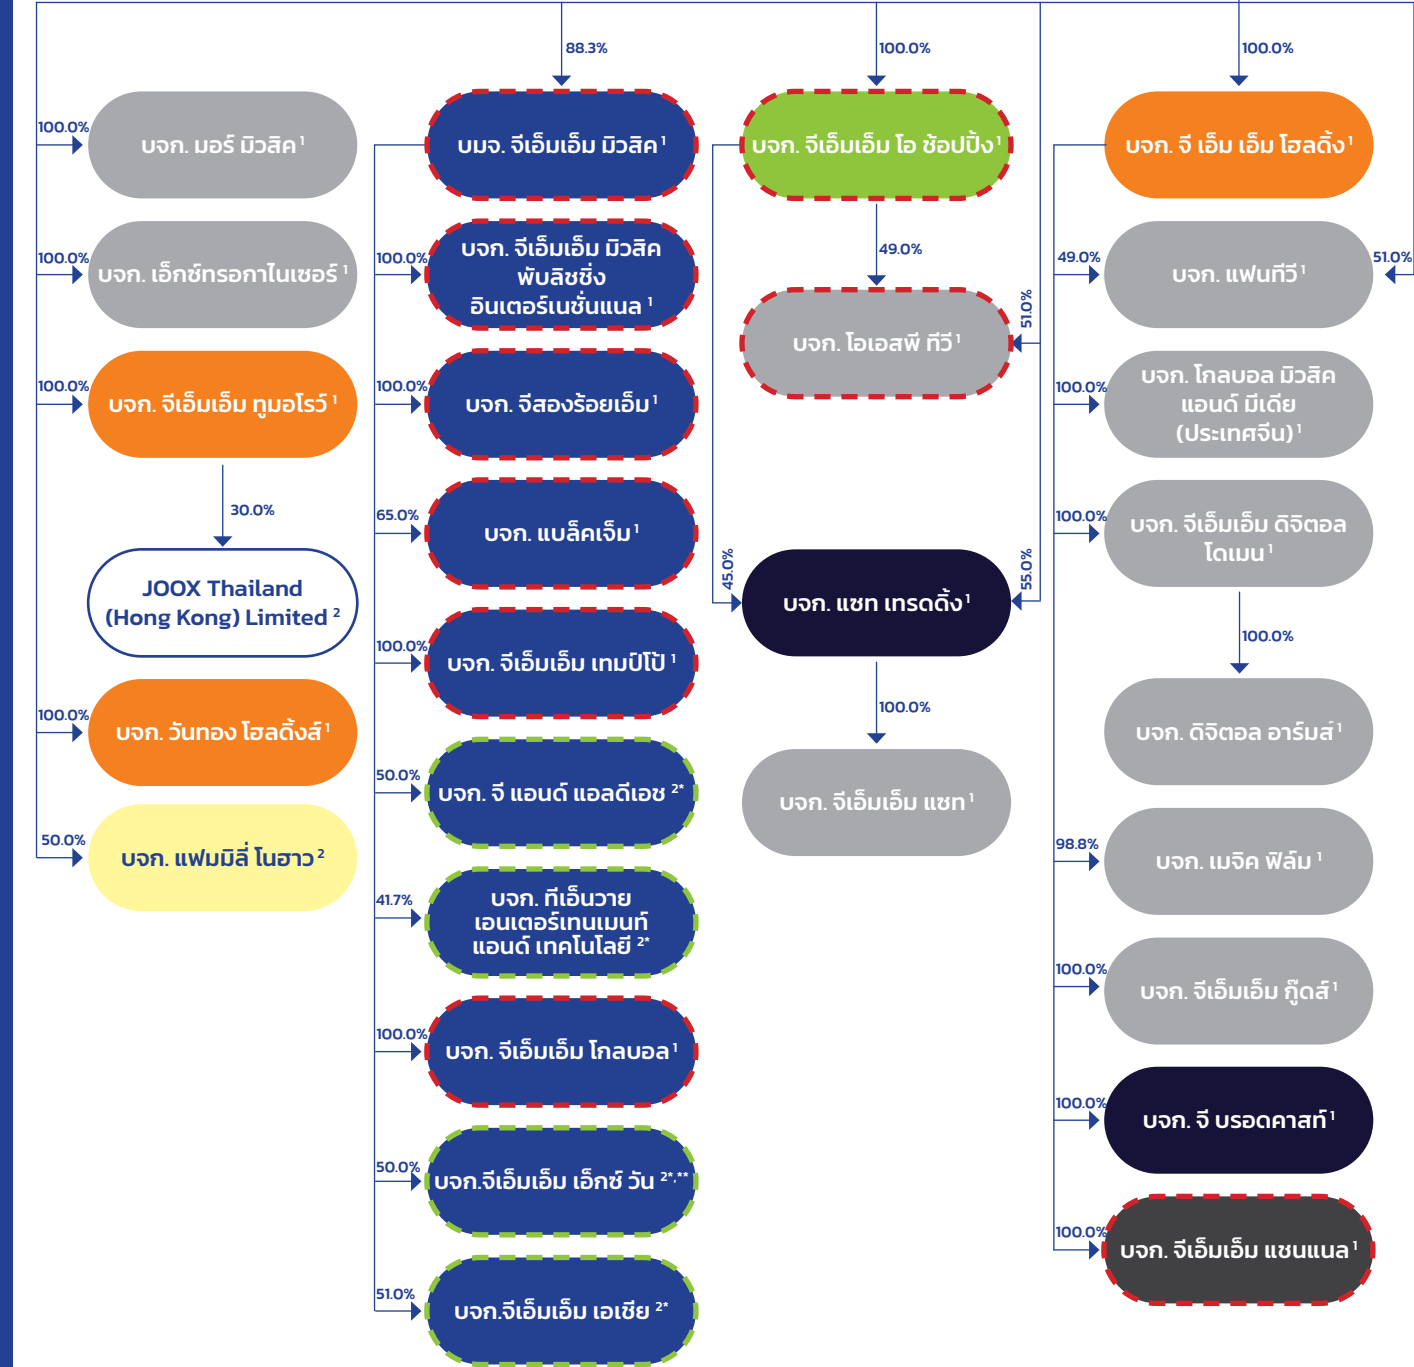 88.3%
100.0%
100.0%
100.0%
บจก. มอร์ มิวสิค ¹
บมจ. จีเอ็มเอ็ม มิวสิค ¹
บจก. จีเอ็มเอ็ม โอ ช้อปปิ้ง ¹
บจก. จี เอ็ม เอ็ม โฮลดิ้ง ¹
100.0%
บจก. เอ็กซ์ทรอกาไนเซอร์ ¹
100.0%
บจก. จีเอ็มเอ็ม มิวสิค
พับลิชชิ่ง
อินเตอร์เนชั่นแนล ¹
49.0%
49.0%
บจก. แฟนทีวี ¹
51.0%
51.0%
บจก. โอเอสพี ทีวี ¹
100.0%
บจก. จีเอ็มเอ็ม ทูมอโรว์ ¹
100.0%
บจก. จีสองร้อยเอ็ม ¹
100.0%
บจก. โกลบอล มิวสิค
แอนด์ มีเดีย
(ประเทศจีน) ¹
30.0%
65.0%
บจก. แบล็คเจ็ม ¹
100.0%
บจก. จีเอ็มเอ็ม ดิจิตอล
โดเมน ¹
JOOX Thailand
(Hong Kong) Limited ²
45.0%
บจก. แซท เทรดดิ้ง ¹
55.0%
100.0%
บจก. จีเอ็มเอ็ม เทมป์โป้ ¹
100.0%
100.0%
บจก. วันทอง โฮลดิ้งส์ ¹
100.0%
บจก. ดิจิตอล อาร์มส์ ¹
50.0%
บจก. จี แอนด์ แอลดีเอช ²*
บจก. จีเอ็มเอ็ม แซท ¹
50.0%
บจก. แฟมมิลี่ โนฮาว ²
98.8%
บจก. เมจิค ฟิล์ม ¹
41.7%
บจก. ทีเอ็นวาย
เอนเตอร์เทนเมนท์
แอนด์ เทคโนโลยี ²*
100.0%
บจก. จีเอ็มเอ็ม กู๊ดส์ ¹
100.0%
บจก. จีเอ็มเอ็ม โกลบอล ¹
100.0%
บจก. จี บรอดคาสท์ ¹
50.0%
บจก.จีเอ็มเอ็ม เอ็กซ์ วัน ²*,**
100.0%
บจก. จีเอ็มเอ็ม แชนแนล ¹
51.0%
บจก.จีเอ็มเอ็ม เอเชีย ²*